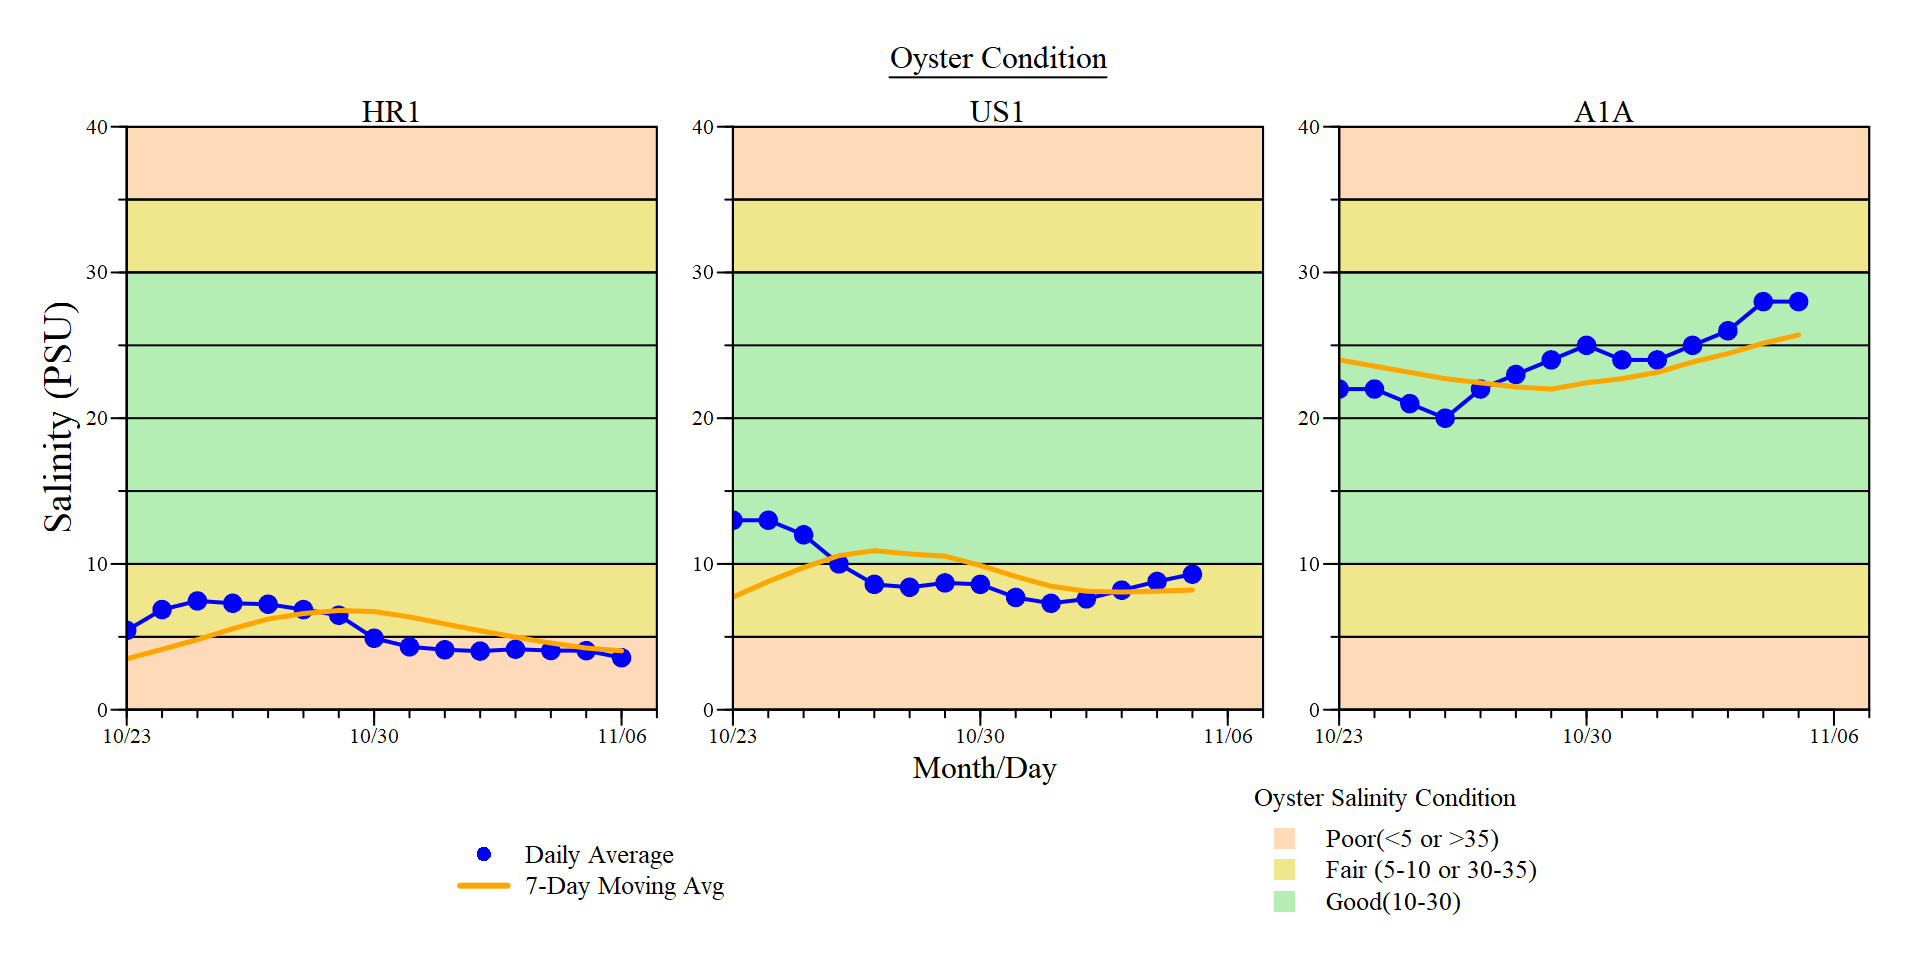 Oyster Condition
HR1
US1
A1A
40
30
20
10
0
40
30
20
10
0
40
30
20
10
0
Salinity (PSU)
10/23
10/30
11/06
10/23
10/30
11/06
10/23
10/30
11/06
Month/Day
Daily Average
7-Day Moving Avg
Oyster Salinity Condition
Poor(<5 or >35)
Fair (5-10 or 30-35)
Good(10-30)